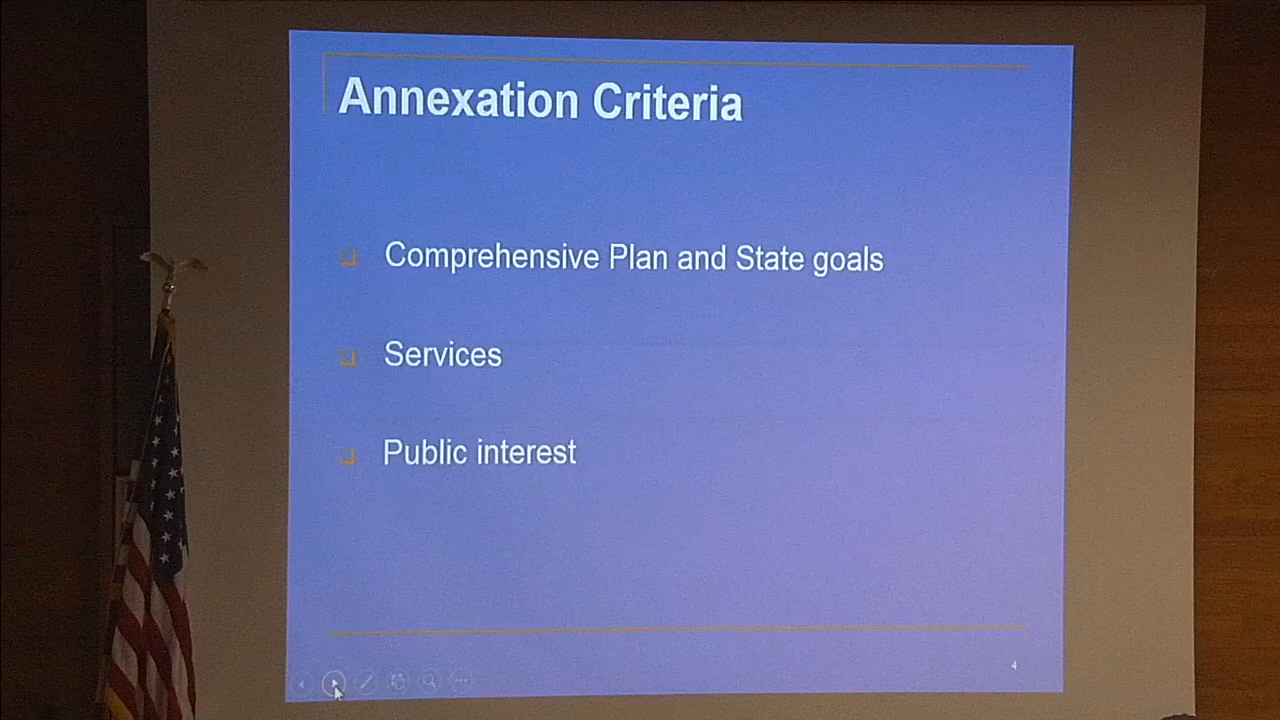 Annexation Criteria
Comprehensive Plan and State goals
Services
Public interest
4